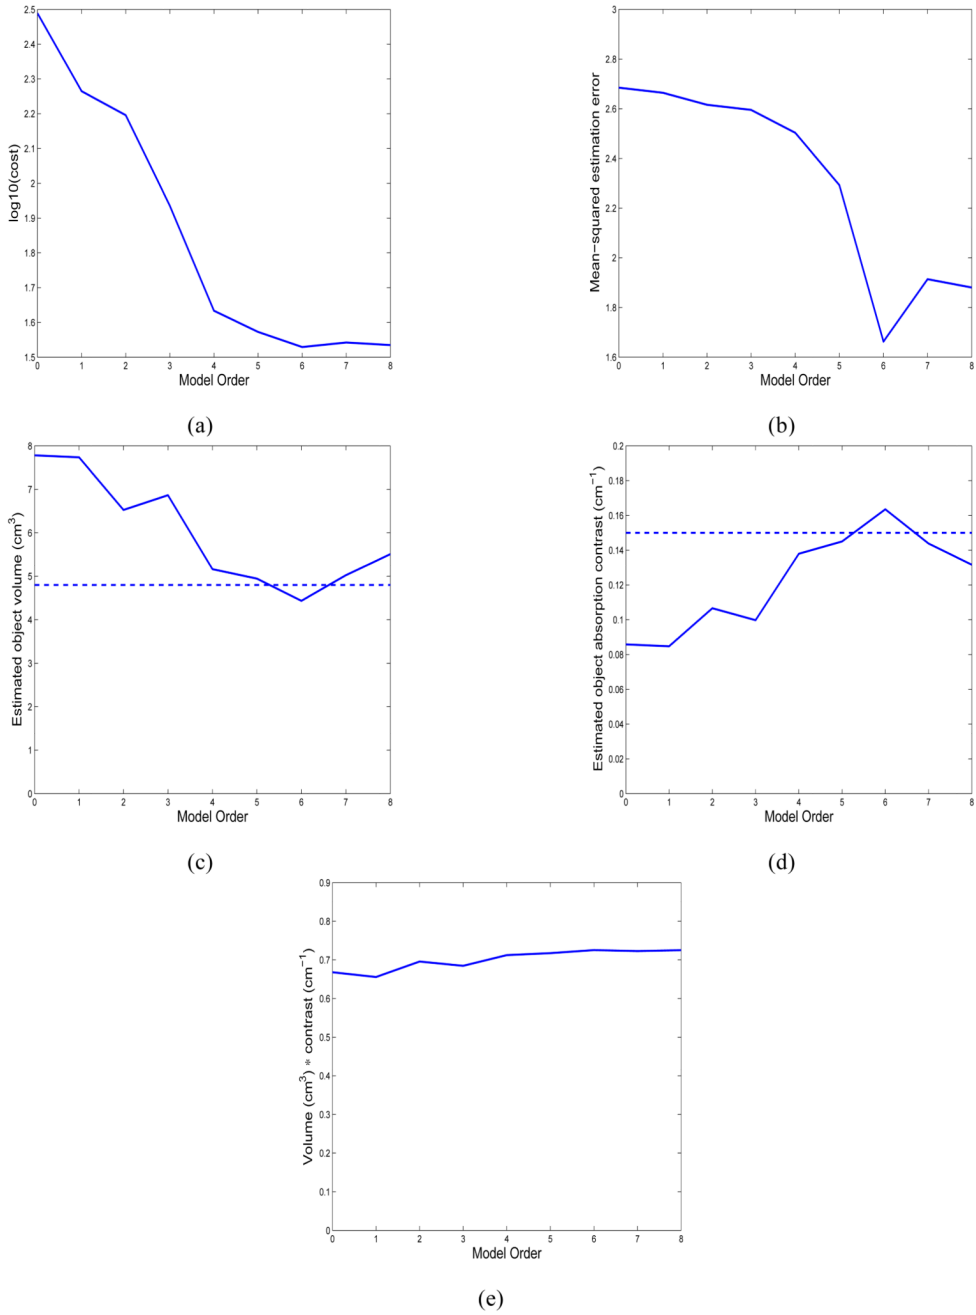 2.5
2.4
2.3
2.2
2.1
2
1.9
1.8
1.7
1.6
1.5
log10(cost)
0 1 2 3 4 5 6 7 8
Model Order
(a)
3
2.8
2.6
2.4
2.2
2
1.8
1.6
Mean−squared estimation error
0 1 2 3 4 5 6 7 8
Model Order
(b)
8
7
6
5
4
3
2
1
0
Estimated object volume (cm³)
0 1 2 3 4 5 6 7 8
Model Order
(c)
0.2
0.18
0.16
0.14
0.12
0.1
0.08
0.06
0.04
0.02
0
Estimated object absorption contrast (cm⁻¹)
0 1 2 3 4 5 6 7 8
Model Order
(d)
0.9
0.8
0.7
0.6
0.5
0.4
0.3
0.2
0.1
0
Volume (cm³) * contrast (cm⁻¹)
0 1 2 3 4 5 6 7 8
Model Order
(e)